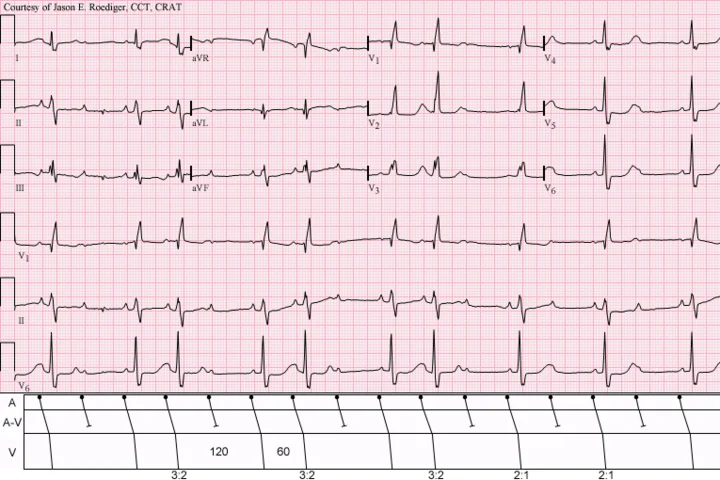 Courtesy of Jason E. Roediger, CCT, CRAT
I aVR V1 V4
II aVL V2 V5
III aVF V3 V6
V1
II
V6
A
A-V
V 120 60
3:2 3:2 3:2 2:1 2:1